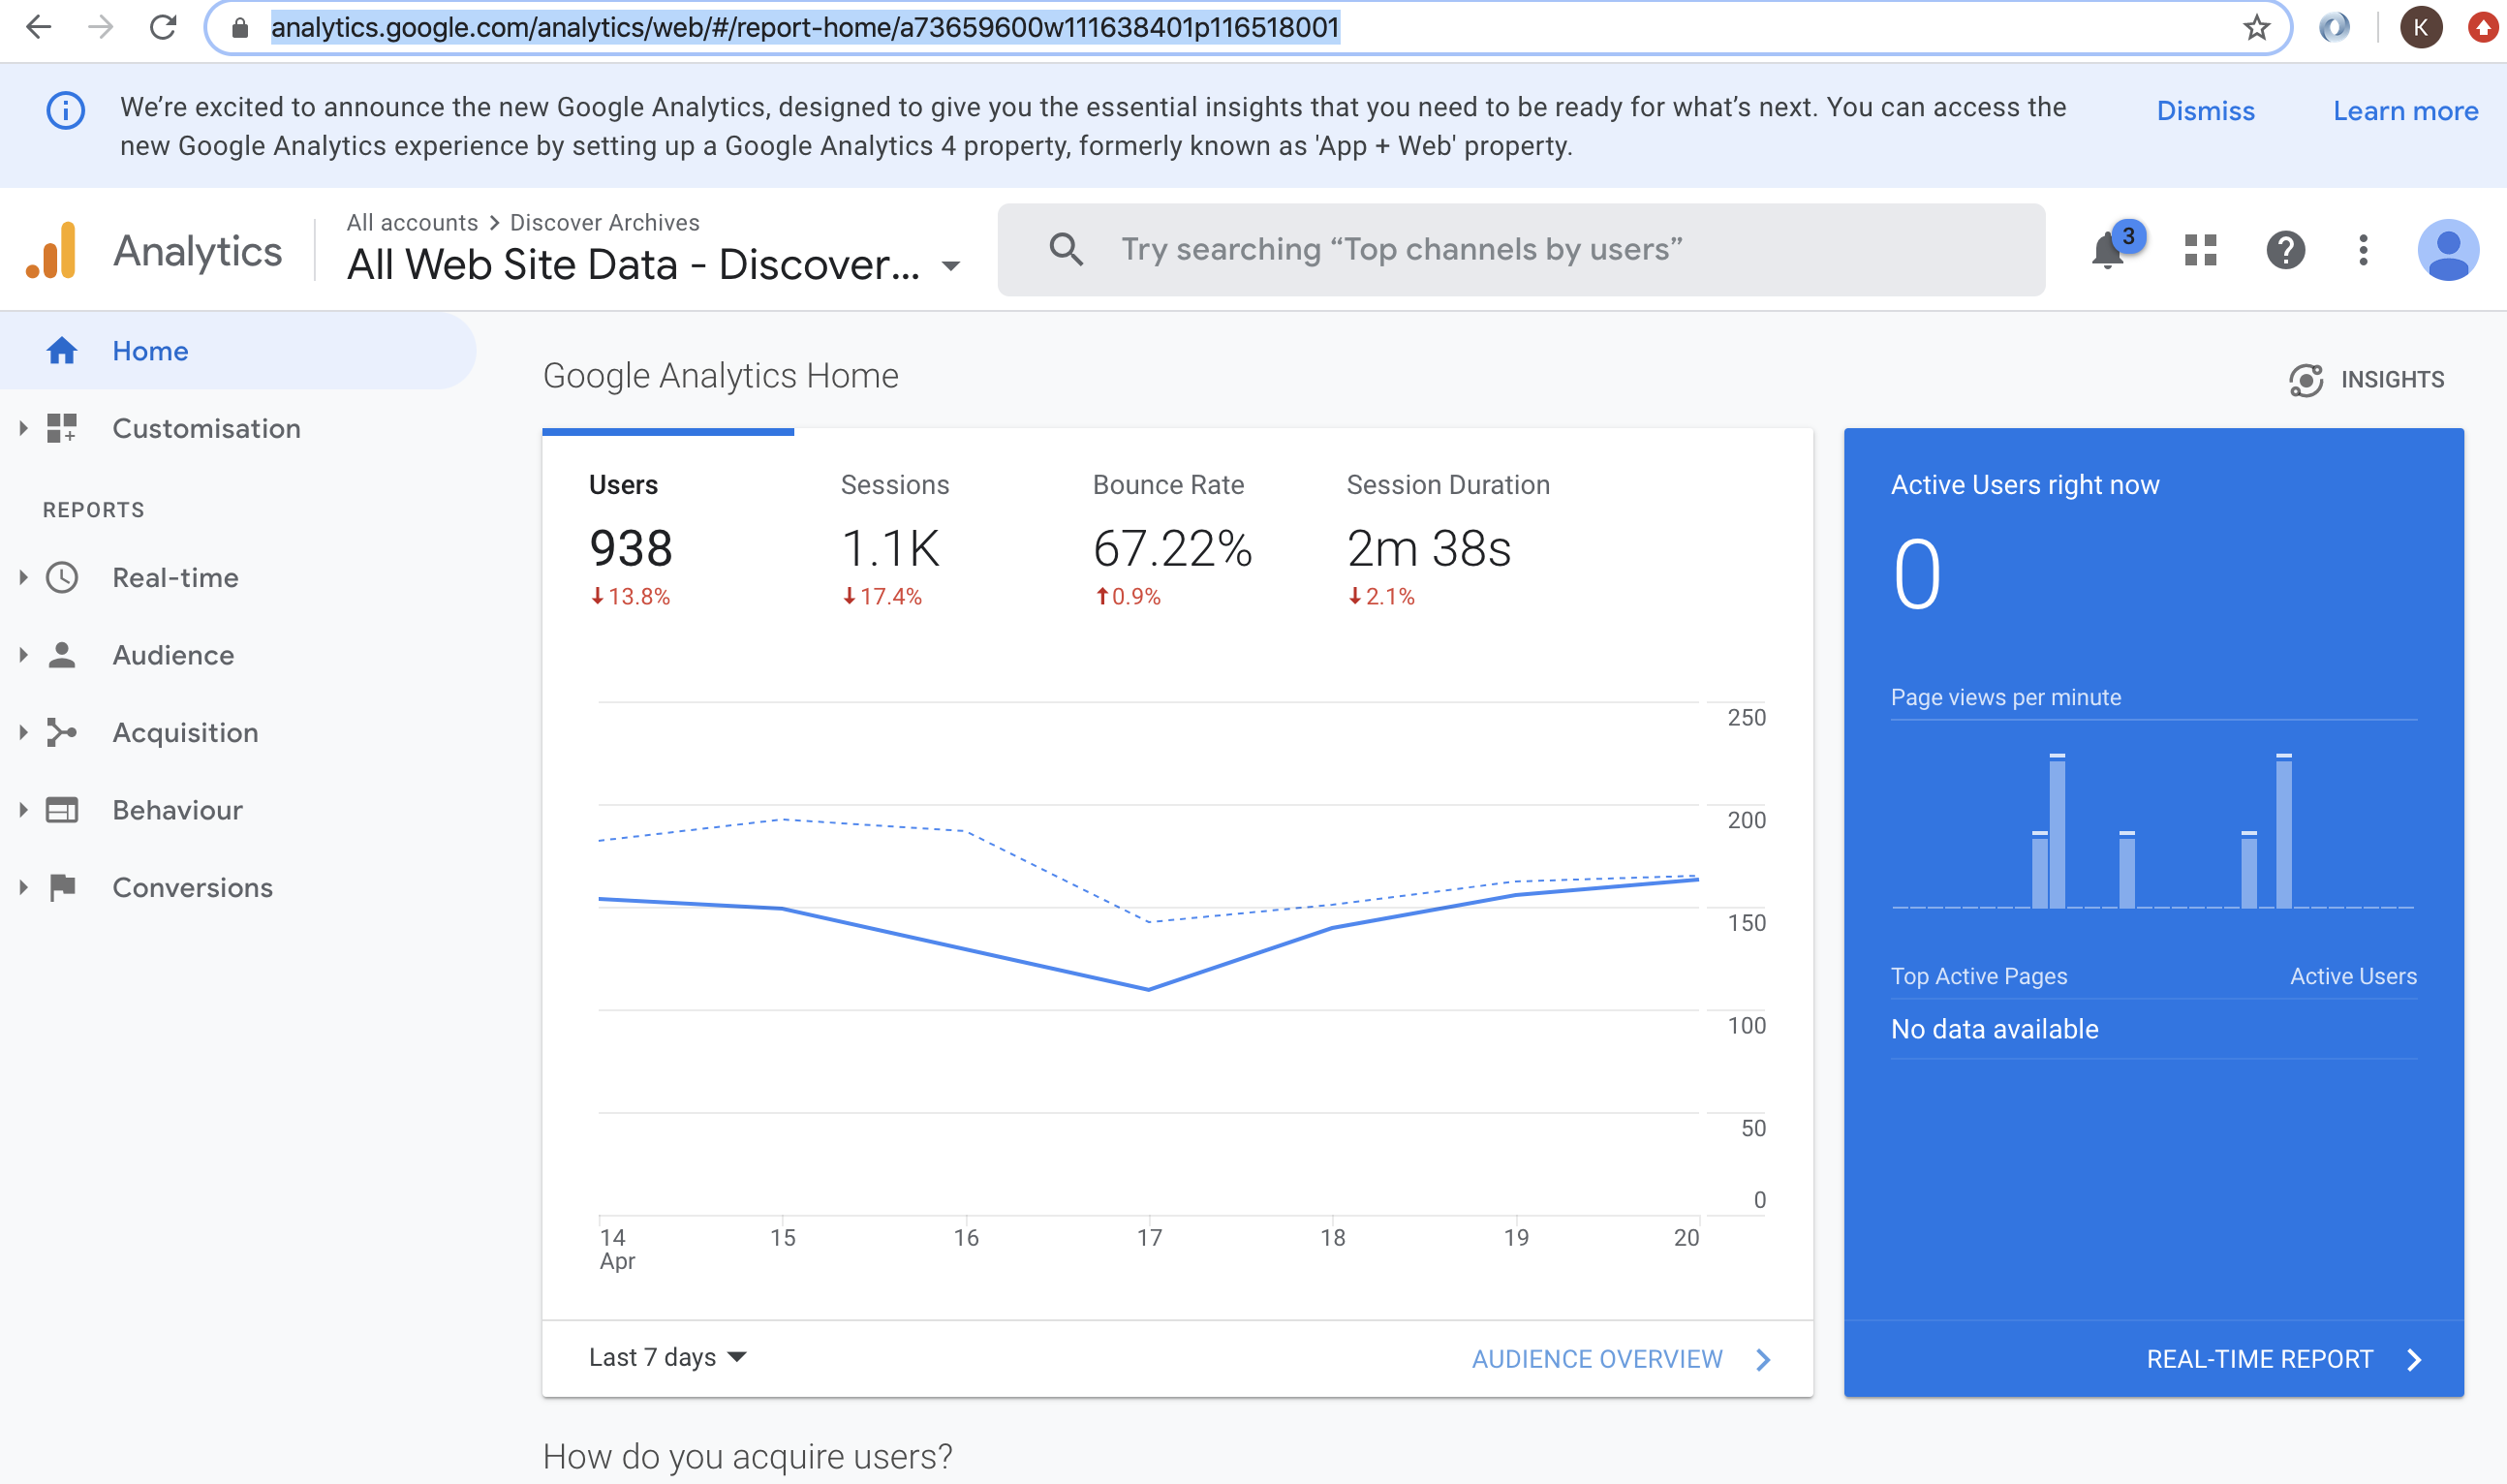 analytics.google.com/analytics/web/#/report-home/a73659600w111638401p116518001
K
We’re excited to announce the new Google Analytics, designed to give you the essential insights that you need to be ready for what’s next. You can access the
new Google Analytics experience by setting up a Google Analytics 4 property, formerly known as 'App + Web' property.
Dismiss
Learn more
Analytics
All accounts > Discover Archives
All Web Site Data - Discover...
Try searching “Top channels by users”
3
Home
Customisation
REPORTS
Real-time
Audience
Acquisition
Behaviour
Conversions
Google Analytics Home
INSIGHTS
Users
938
↓13.8%
Sessions
1.1K
↓17.4%
Bounce Rate
67.22%
↑0.9%
Session Duration
2m 38s
↓2.1%
250
200
150
100
50
0
14
Apr
15
16
17
18
19
20
Last 7 days
AUDIENCE OVERVIEW
Active Users right now
0
Page views per minute
Top Active Pages
Active Users
No data available
REAL-TIME REPORT
How do you acquire users?